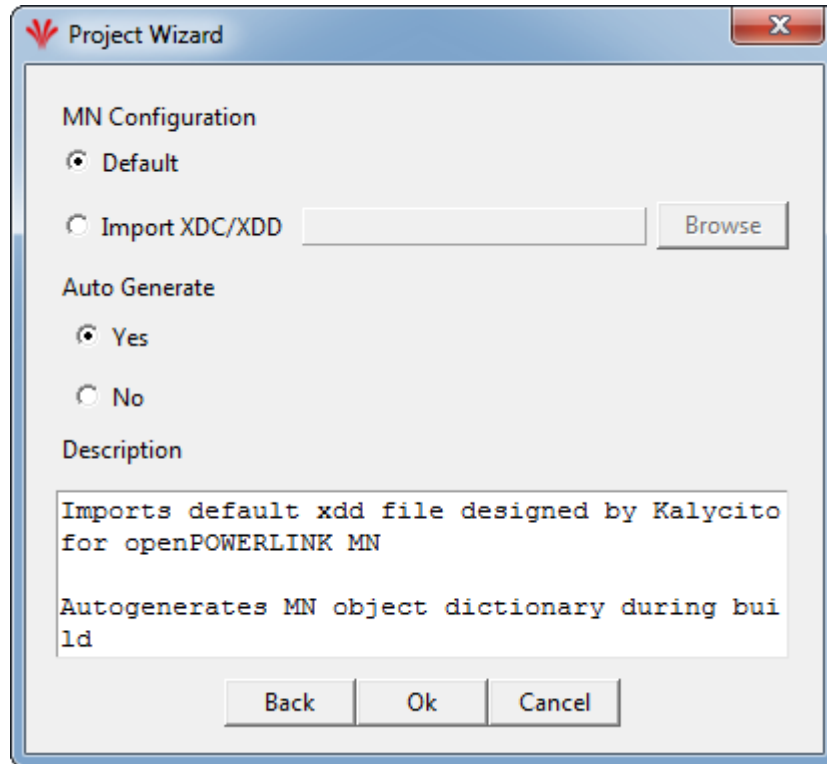 Project Wizard
MN Configuration
Default
Import XDC/XDD Browse
Auto Generate
Yes
No
Description
Imports default xdd file designed by Kalycito
for openPOWERLINK MN
Autogenerates MN object dictionary during bui
ld
Back Ok Cancel